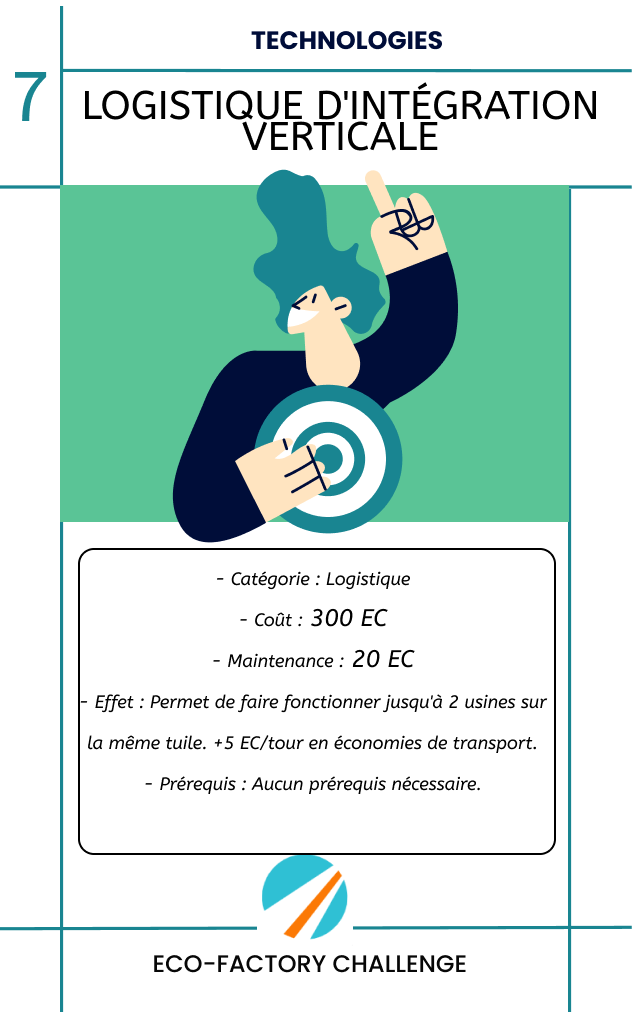 TECHNOLOGIES
7
LOGISTIQUE D'INTÉGRATION
VERTICALE
- Catégorie : Logistique
- Coût : 300 EC
- Maintenance : 20 EC
- Effet : Permet de faire fonctionner jusqu'à 2 usines sur
la même tuile. +5 EC/tour en économies de transport.
- Prérequis : Aucun prérequis nécessaire.
ECO-FACTORY CHALLENGE